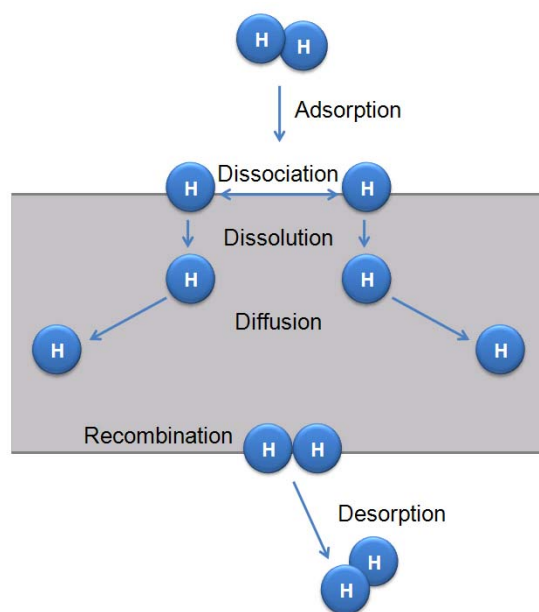 H H
Adsorption
Dissociation
H H
Dissolution
H H
Diffusion
H H
Recombination
H H
Desorption
H
H